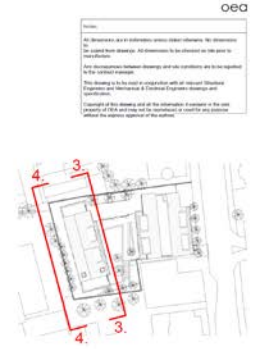 oea
Notes:
All dimensions are in millimetres unless stated otherwise. No dimensions
to
be scaled from drawings. All dimensions to be checked on site prior to
manufacture.
Any discrepancies between drawings and site conditions are to be reported
to the contract manager.
This drawing is to be read in conjunction with all relevant Structural
Engineers and Mechanical & Electrical Engineers drawings and
specification.
Copyright of this drawing and all the information it contains is the sole
property of OEA and may not be reproduced or used for any purpose
without the express approval of the authors.
3.
4.
3.
4.